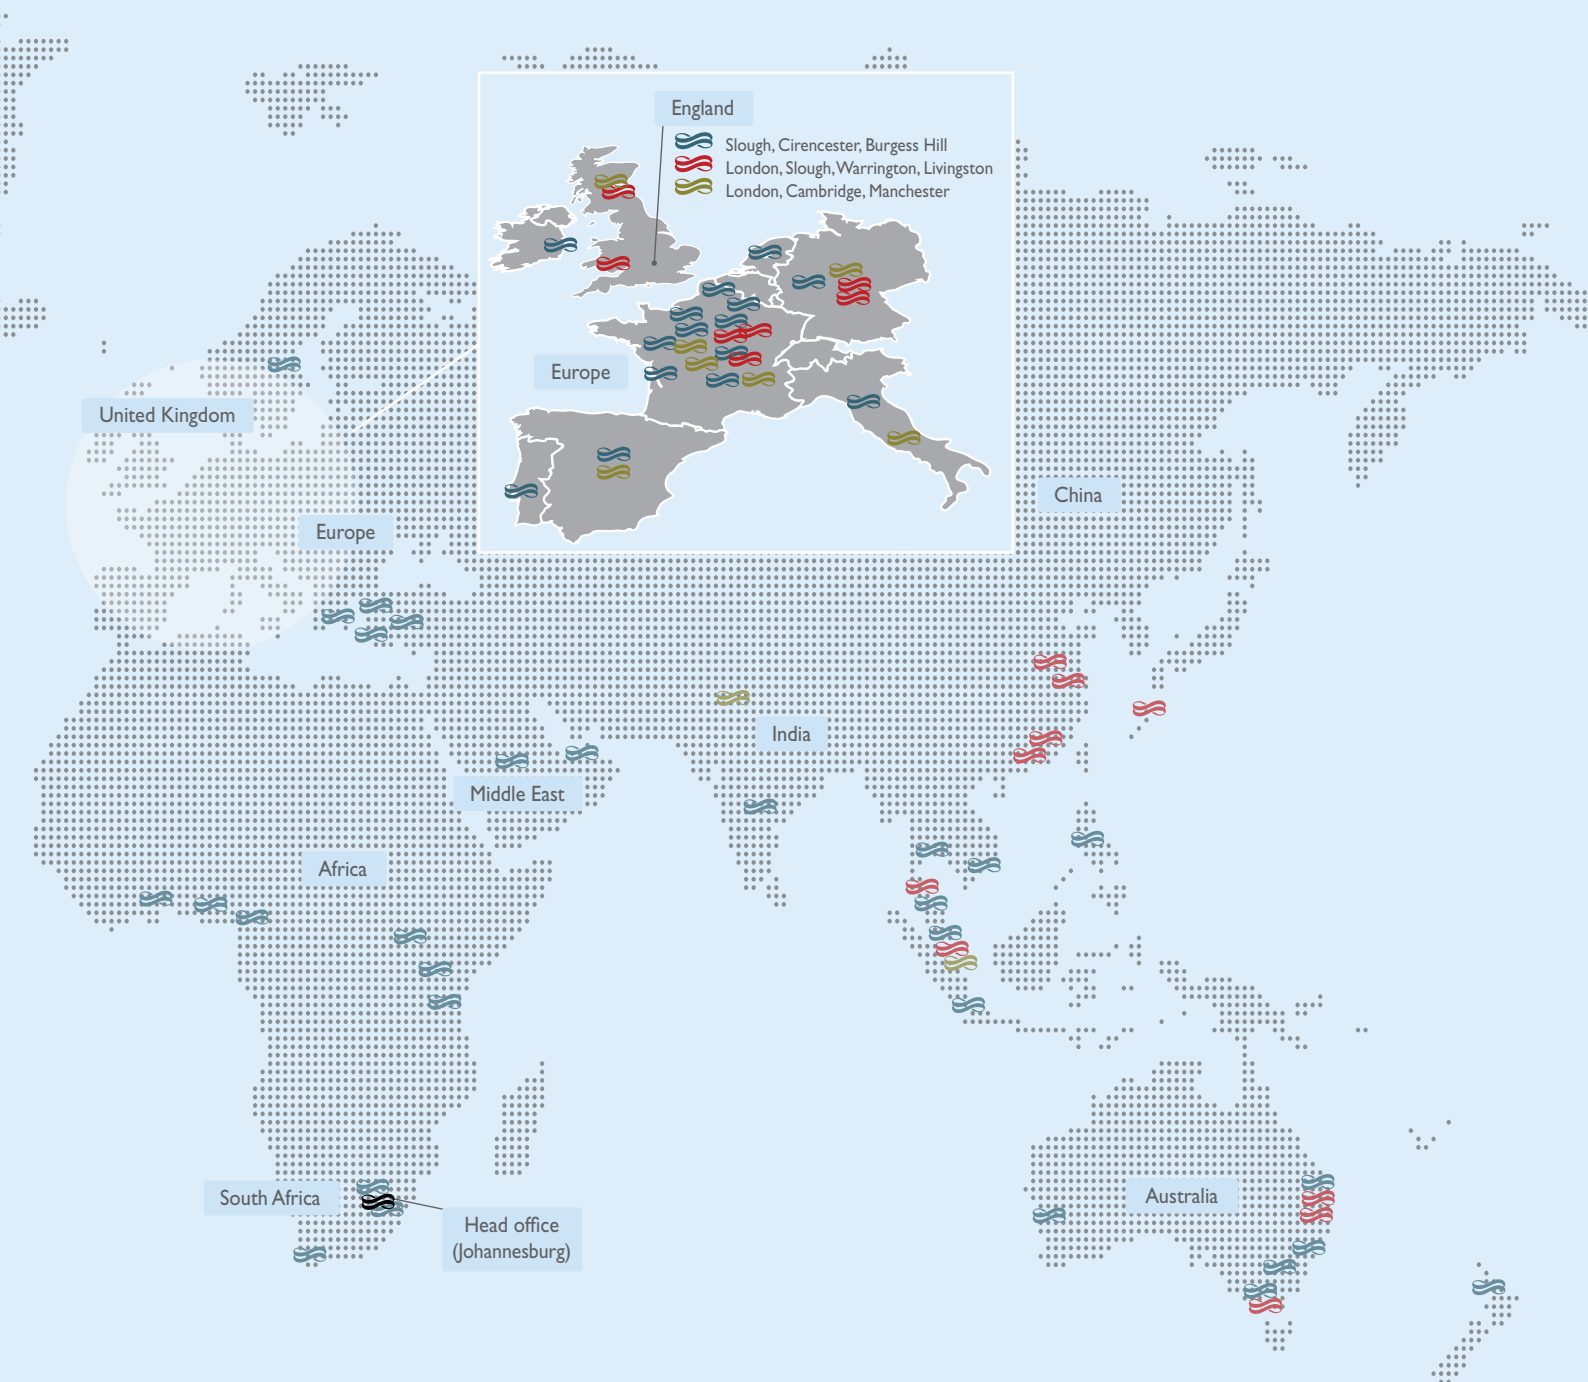 England
Slough, Cirencester, Burgess Hill
London, Slough, Warrington, Livingston
London, Cambridge, Manchester
Europe
United Kingdom
China
Europe
India
Middle East
Africa
South Africa
Australia
Head office
(Johannesburg)